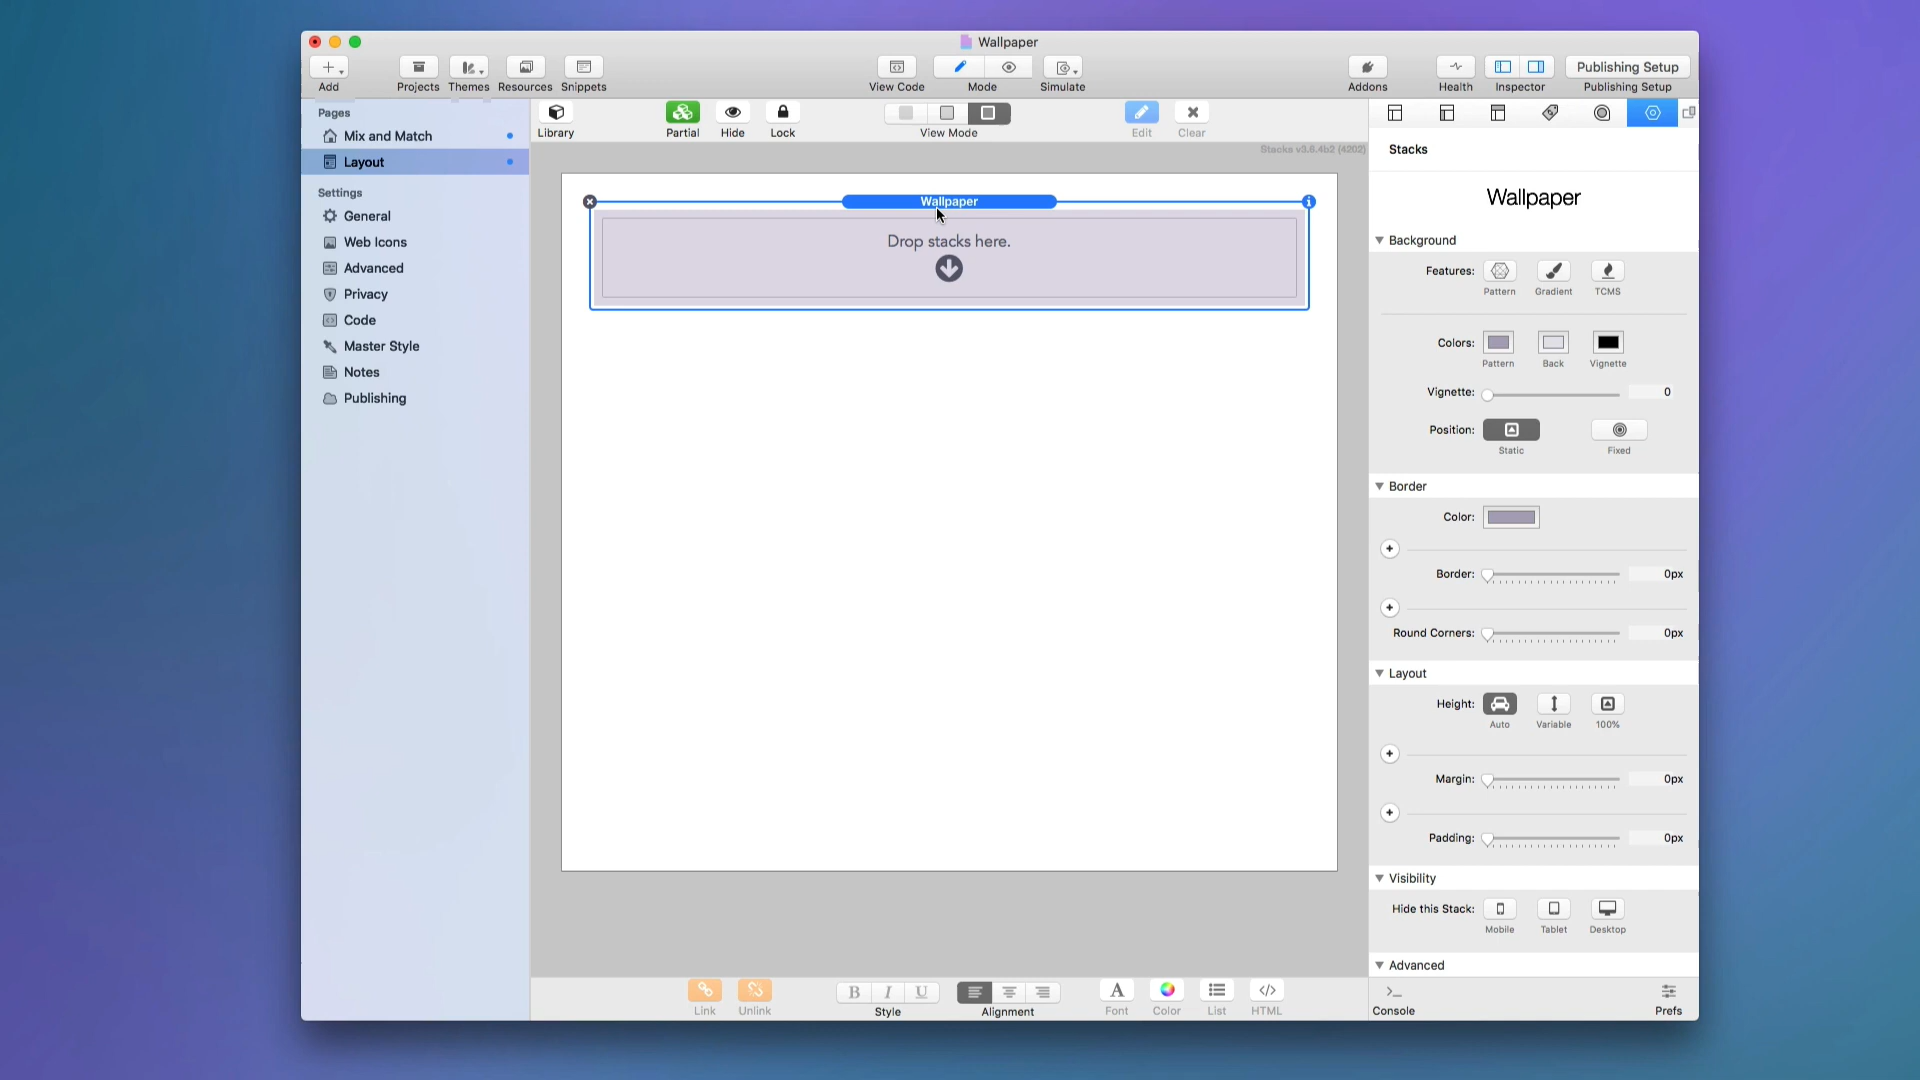 Wallpaper
Add
Projects
Themes
Resources
Snippets
View Code
Mode
Simulate
Addons
Health
Inspector
Publishing Setup
Publishing Setup
Pages
Mix and Match
Layout
Settings
General
Web Icons
Advanced
Privacy
Code
Master Style
Notes
Publishing
Library
Partial
Hide
Lock
View Mode
Edit
Clear
Stacks v3.6.4b2 (4202)
Wallpaper
Drop stacks here.
Stacks
Wallpaper
Background
Features:
Pattern
Gradient
TCMS
Colors:
Pattern
Back
Vignette
Vignette:
0
Position:
Static
Fixed
Border
Color:
Border:
0px
Round Corners:
0px
Layout
Height:
Auto
Variable
100%
Margin:
0px
Padding:
0px
Visibility
Hide this Stack:
Mobile
Tablet
Desktop
Advanced
Link
Unlink
B I U
Style
Alignment
A
Font
Color
List
HTML
Console
Prefs